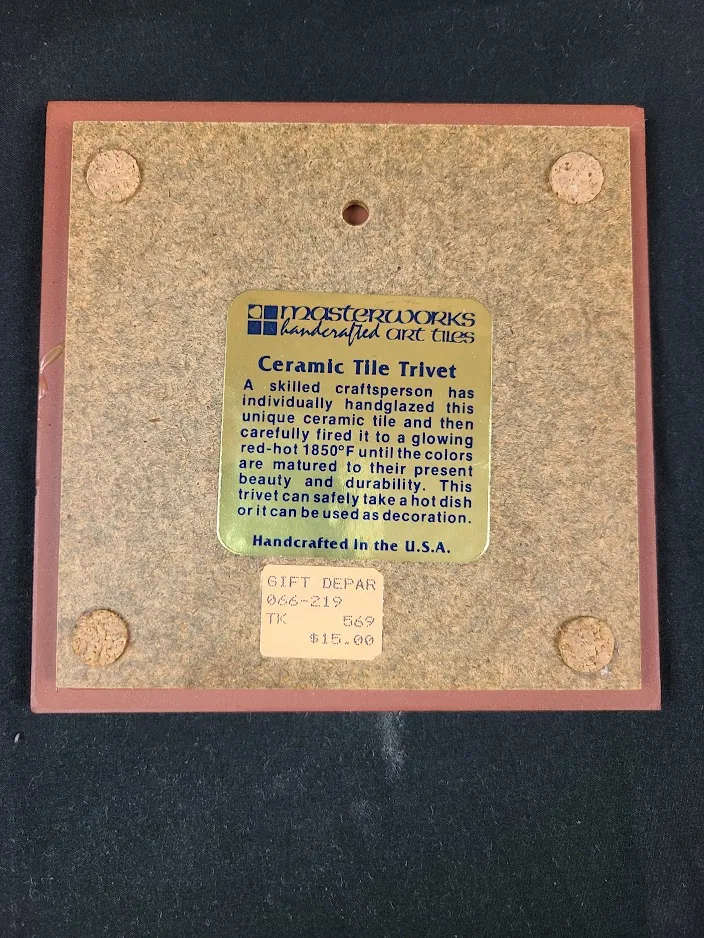 masterworks
handcrafted art tiles
Ceramic Tile Trivet
A skilled craftsperson has
individually handglazed this
unique ceramic tile and then
carefully fired it to a glowing
red-hot 1850°F until the colors
are matured to their present
beauty and durability. This
trivet can safely take a hot dish
or it can be used as decoration.
Handcrafted in the U.S.A.
GIFT DEPAR
066-219
TK 569
$15.00